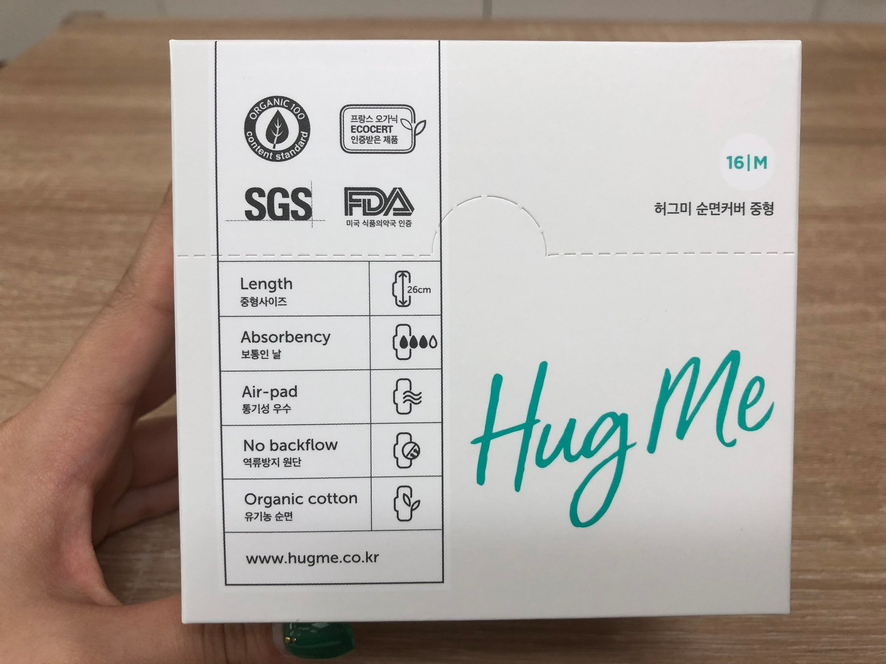 ORGANIC 100
content standard
프랑스 오가닉
ECOCERT
인증받은 제품
SGS
FDA
미국 식품의약국 인증
16|M
허그미 순면커버 중형
Length
중형사이즈
26cm
Absorbency
보통인 날
Air-pad
통기성 우수
No backflow
역류방지 원단
Organic cotton
유기농 순면
www.hugme.co.kr
Hug Me